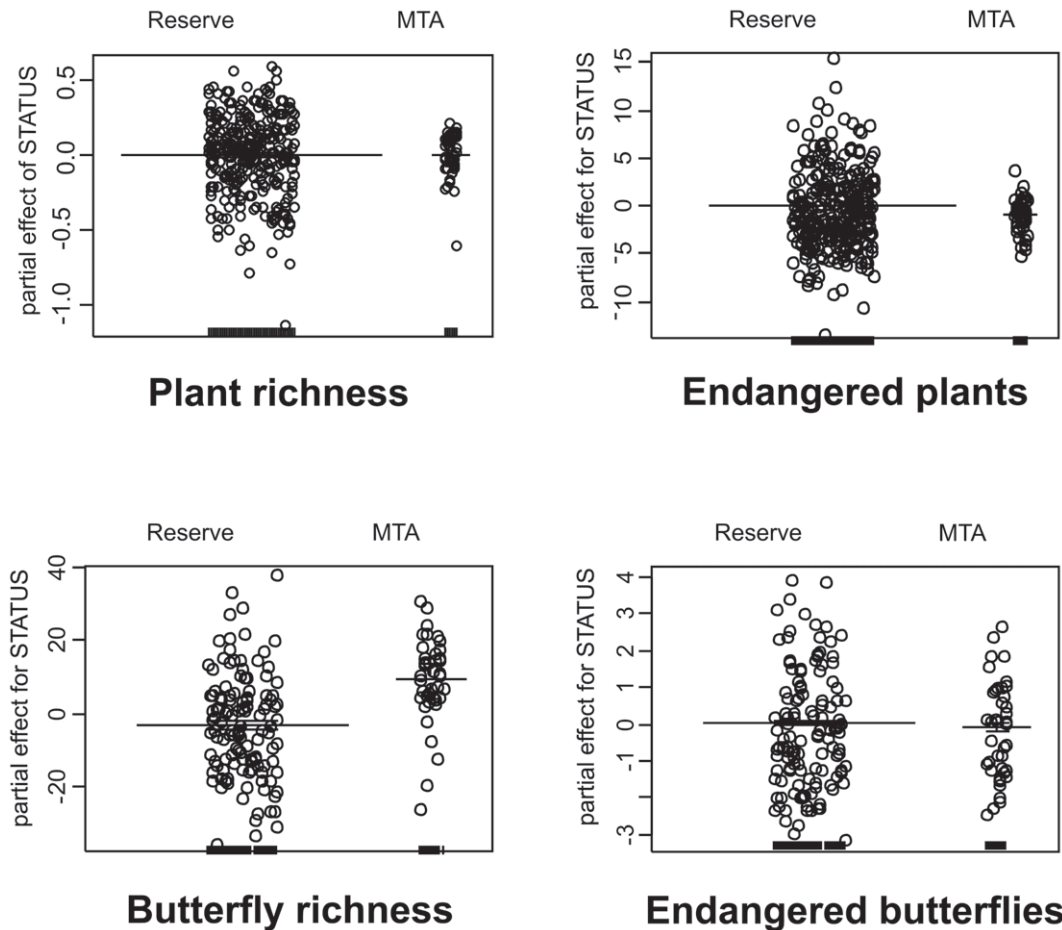 Reserve MTA
partial effect of STATUS
0.5
0.0
-0.5
-1.0
Plant richness
Reserve MTA
partial effect for STATUS
15
10
5
0
-5
-10
Endangered plants
Reserve MTA
partial effect for STATUS
40
20
0
-20
Butterfly richness
Reserve MTA
partial effect for STATUS
4
3
2
1
0
-1
-3
Endangered butterflies